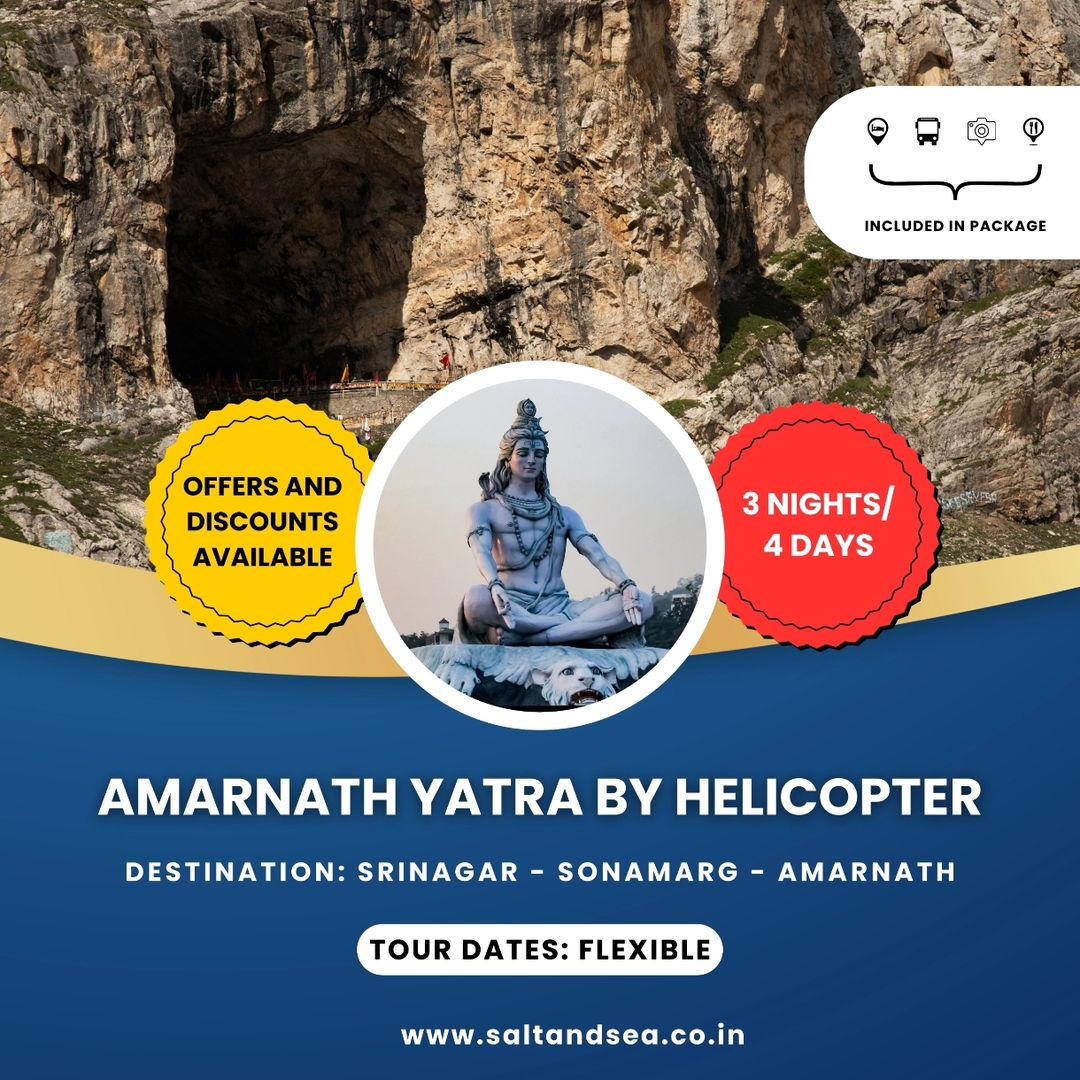 INCLUDED IN PACKAGE
OFFERS AND
DISCOUNTS
AVAILABLE
3 NIGHTS/
4 DAYS
AMARNATH YATRA BY HELICOPTER
DESTINATION: SRINAGAR - SONAMARG - AMARNATH
TOUR DATES: FLEXIBLE
www.saltandsea.co.in